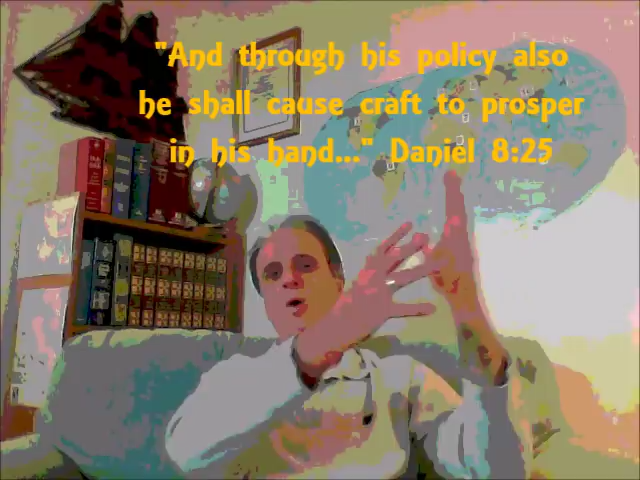 "And through his policy also
he shall cause craft to prosper
in his hand..." Daniel 8:25